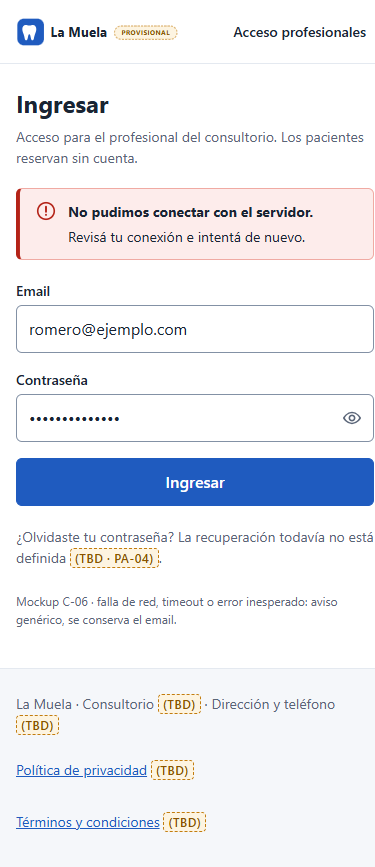 La Muela PROVISIONAL Acceso profesionales
Ingresar
Acceso para el profesional del consultorio. Los pacientes
reservan sin cuenta.
No pudimos conectar con el servidor.
Revisá tu conexión e intentá de nuevo.
Email
romero@ejemplo.com
Contraseña
••••••••••••••
Ingresar
¿Olvidaste tu contraseña? La recuperación todavía no está
definida (TBD · PA-04).
Mockup C-06 · falla de red, timeout o error inesperado: aviso
genérico, se conserva el email.
La Muela · Consultorio (TBD) · Dirección y teléfono
(TBD)
Política de privacidad (TBD)
Términos y condiciones (TBD)